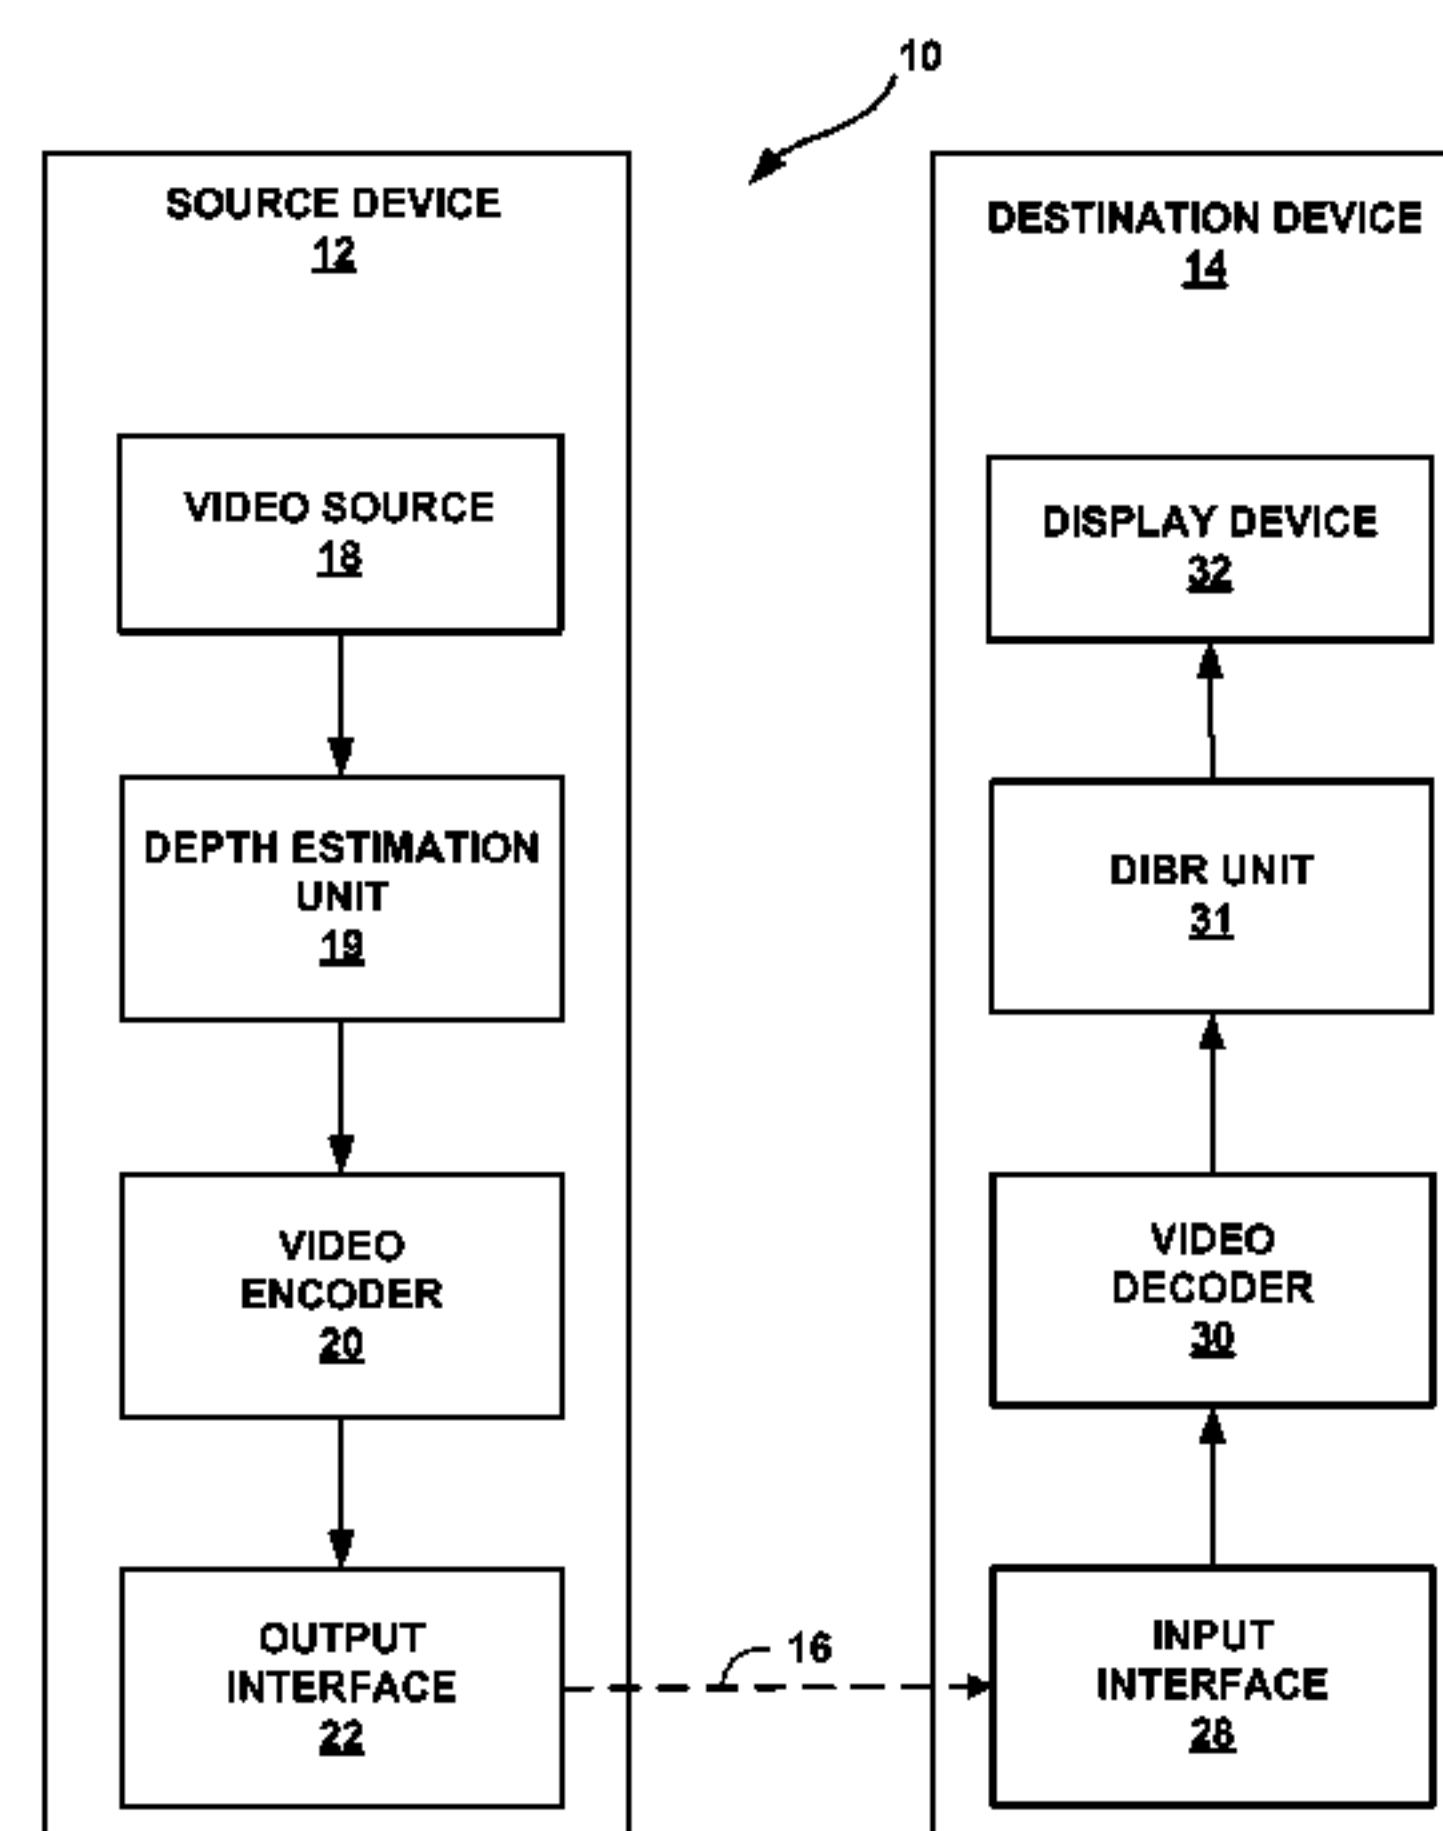 10
SOURCE DEVICE
12
VIDEO SOURCE
18
DEPTH ESTIMATION
UNIT
19
VIDEO
ENCODER
20
OUTPUT
INTERFACE
22
16
DESTINATION DEVICE
14
DISPLAY DEVICE
32
DIBR UNIT
31
VIDEO
DECODER
30
INPUT
INTERFACE
28